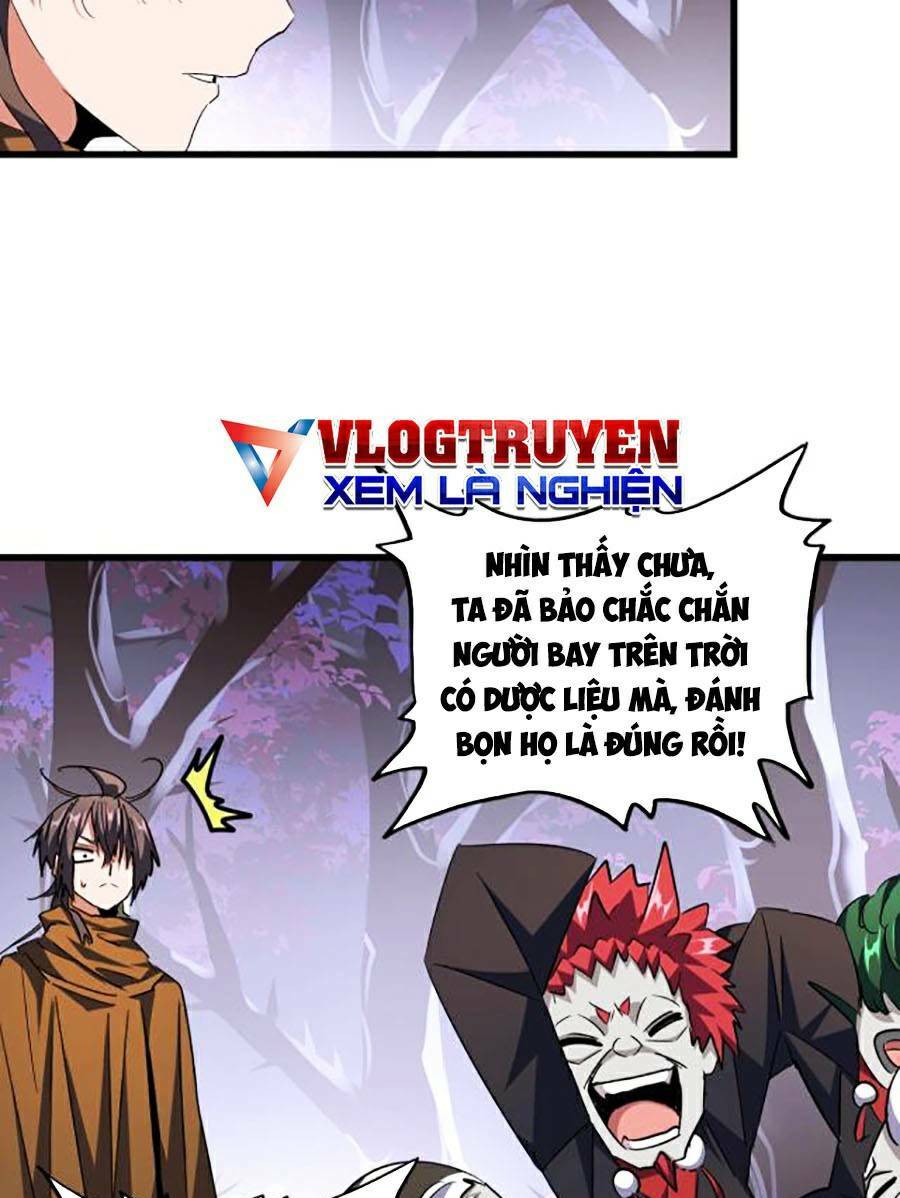 VLOGTRUYEN
XEM LÀ NGHIỆN
NHÌN THẤY CHƯA,
TA ĐÃ BẢO CHẮC CHẮN
NGƯỜI BAY TRÊN TRỜI
CÓ DƯỢC LIỆU MÀ, ĐÁNH
BỌN HỌ LÀ ĐÚNG RỒI!